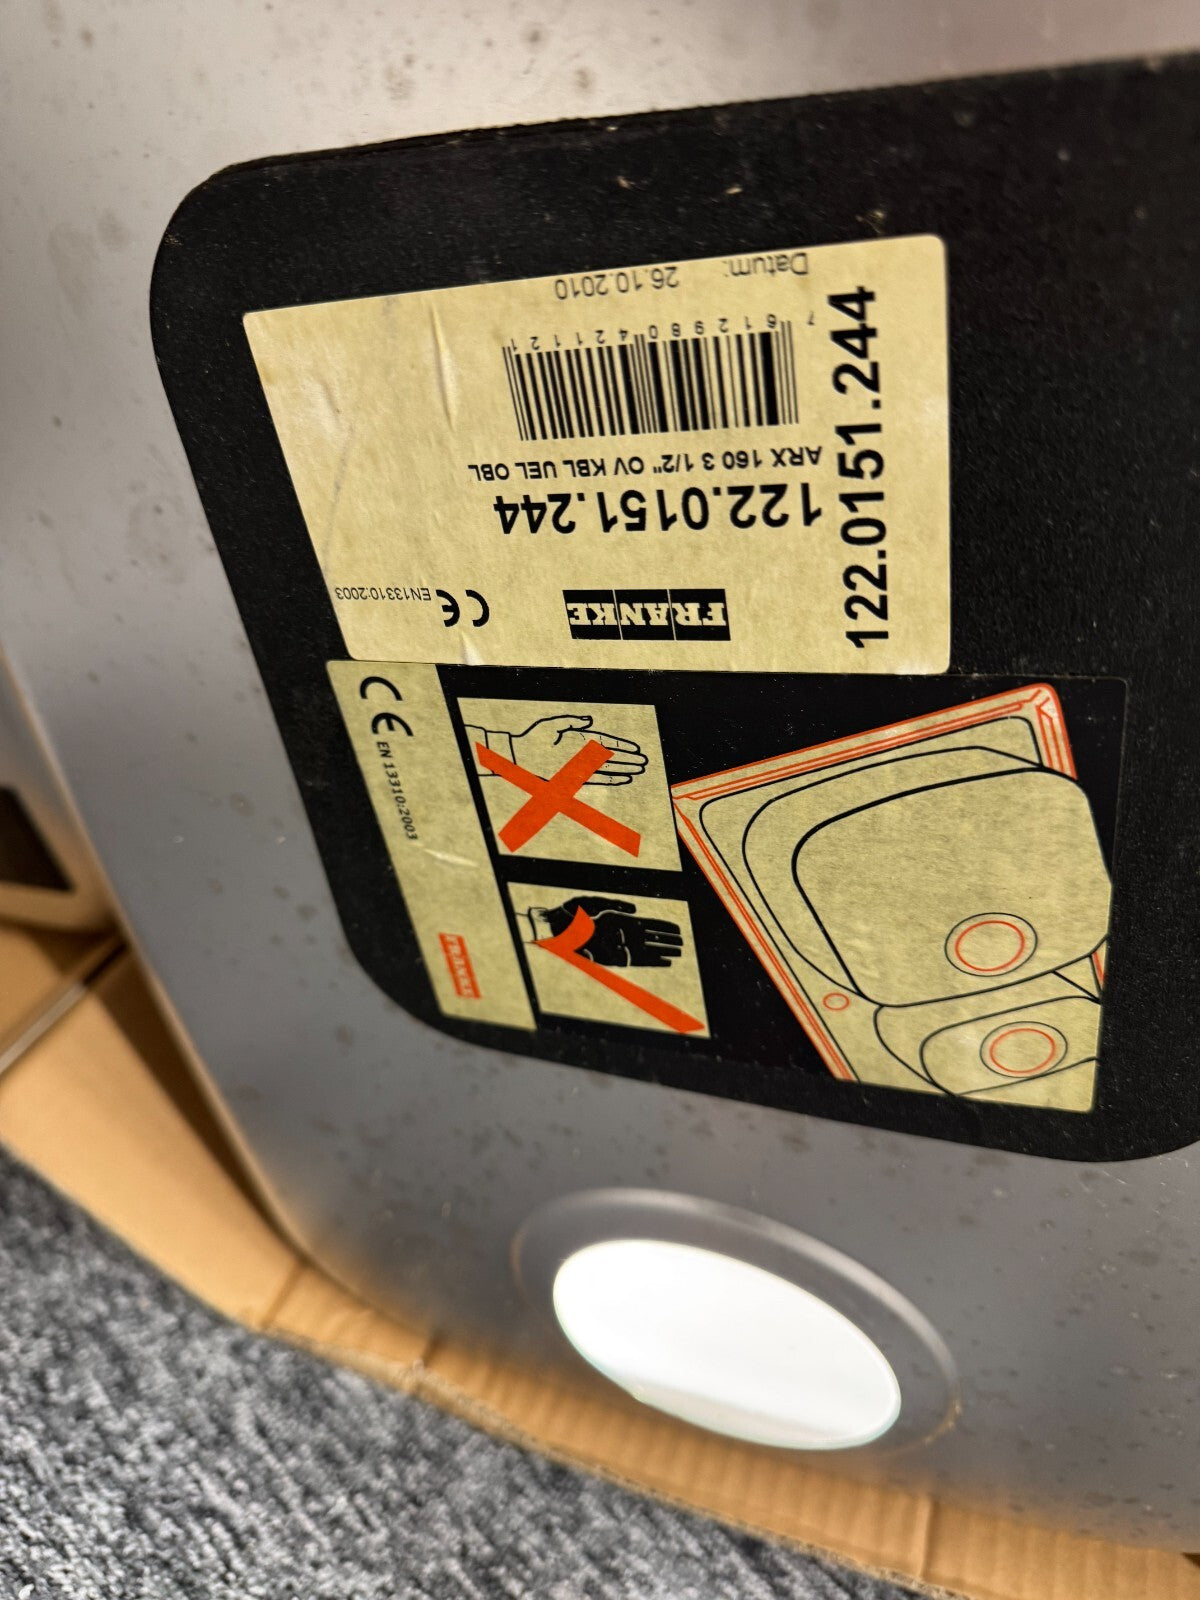 FRANKE
CE EN13310:2003
122.0151.244
ARX 160 3 1/2" OV KBL UEL OBL
7 612980 421121
Datum: 26.10.2010
122.0151.244
CE EN 13310:2003
FRANKE